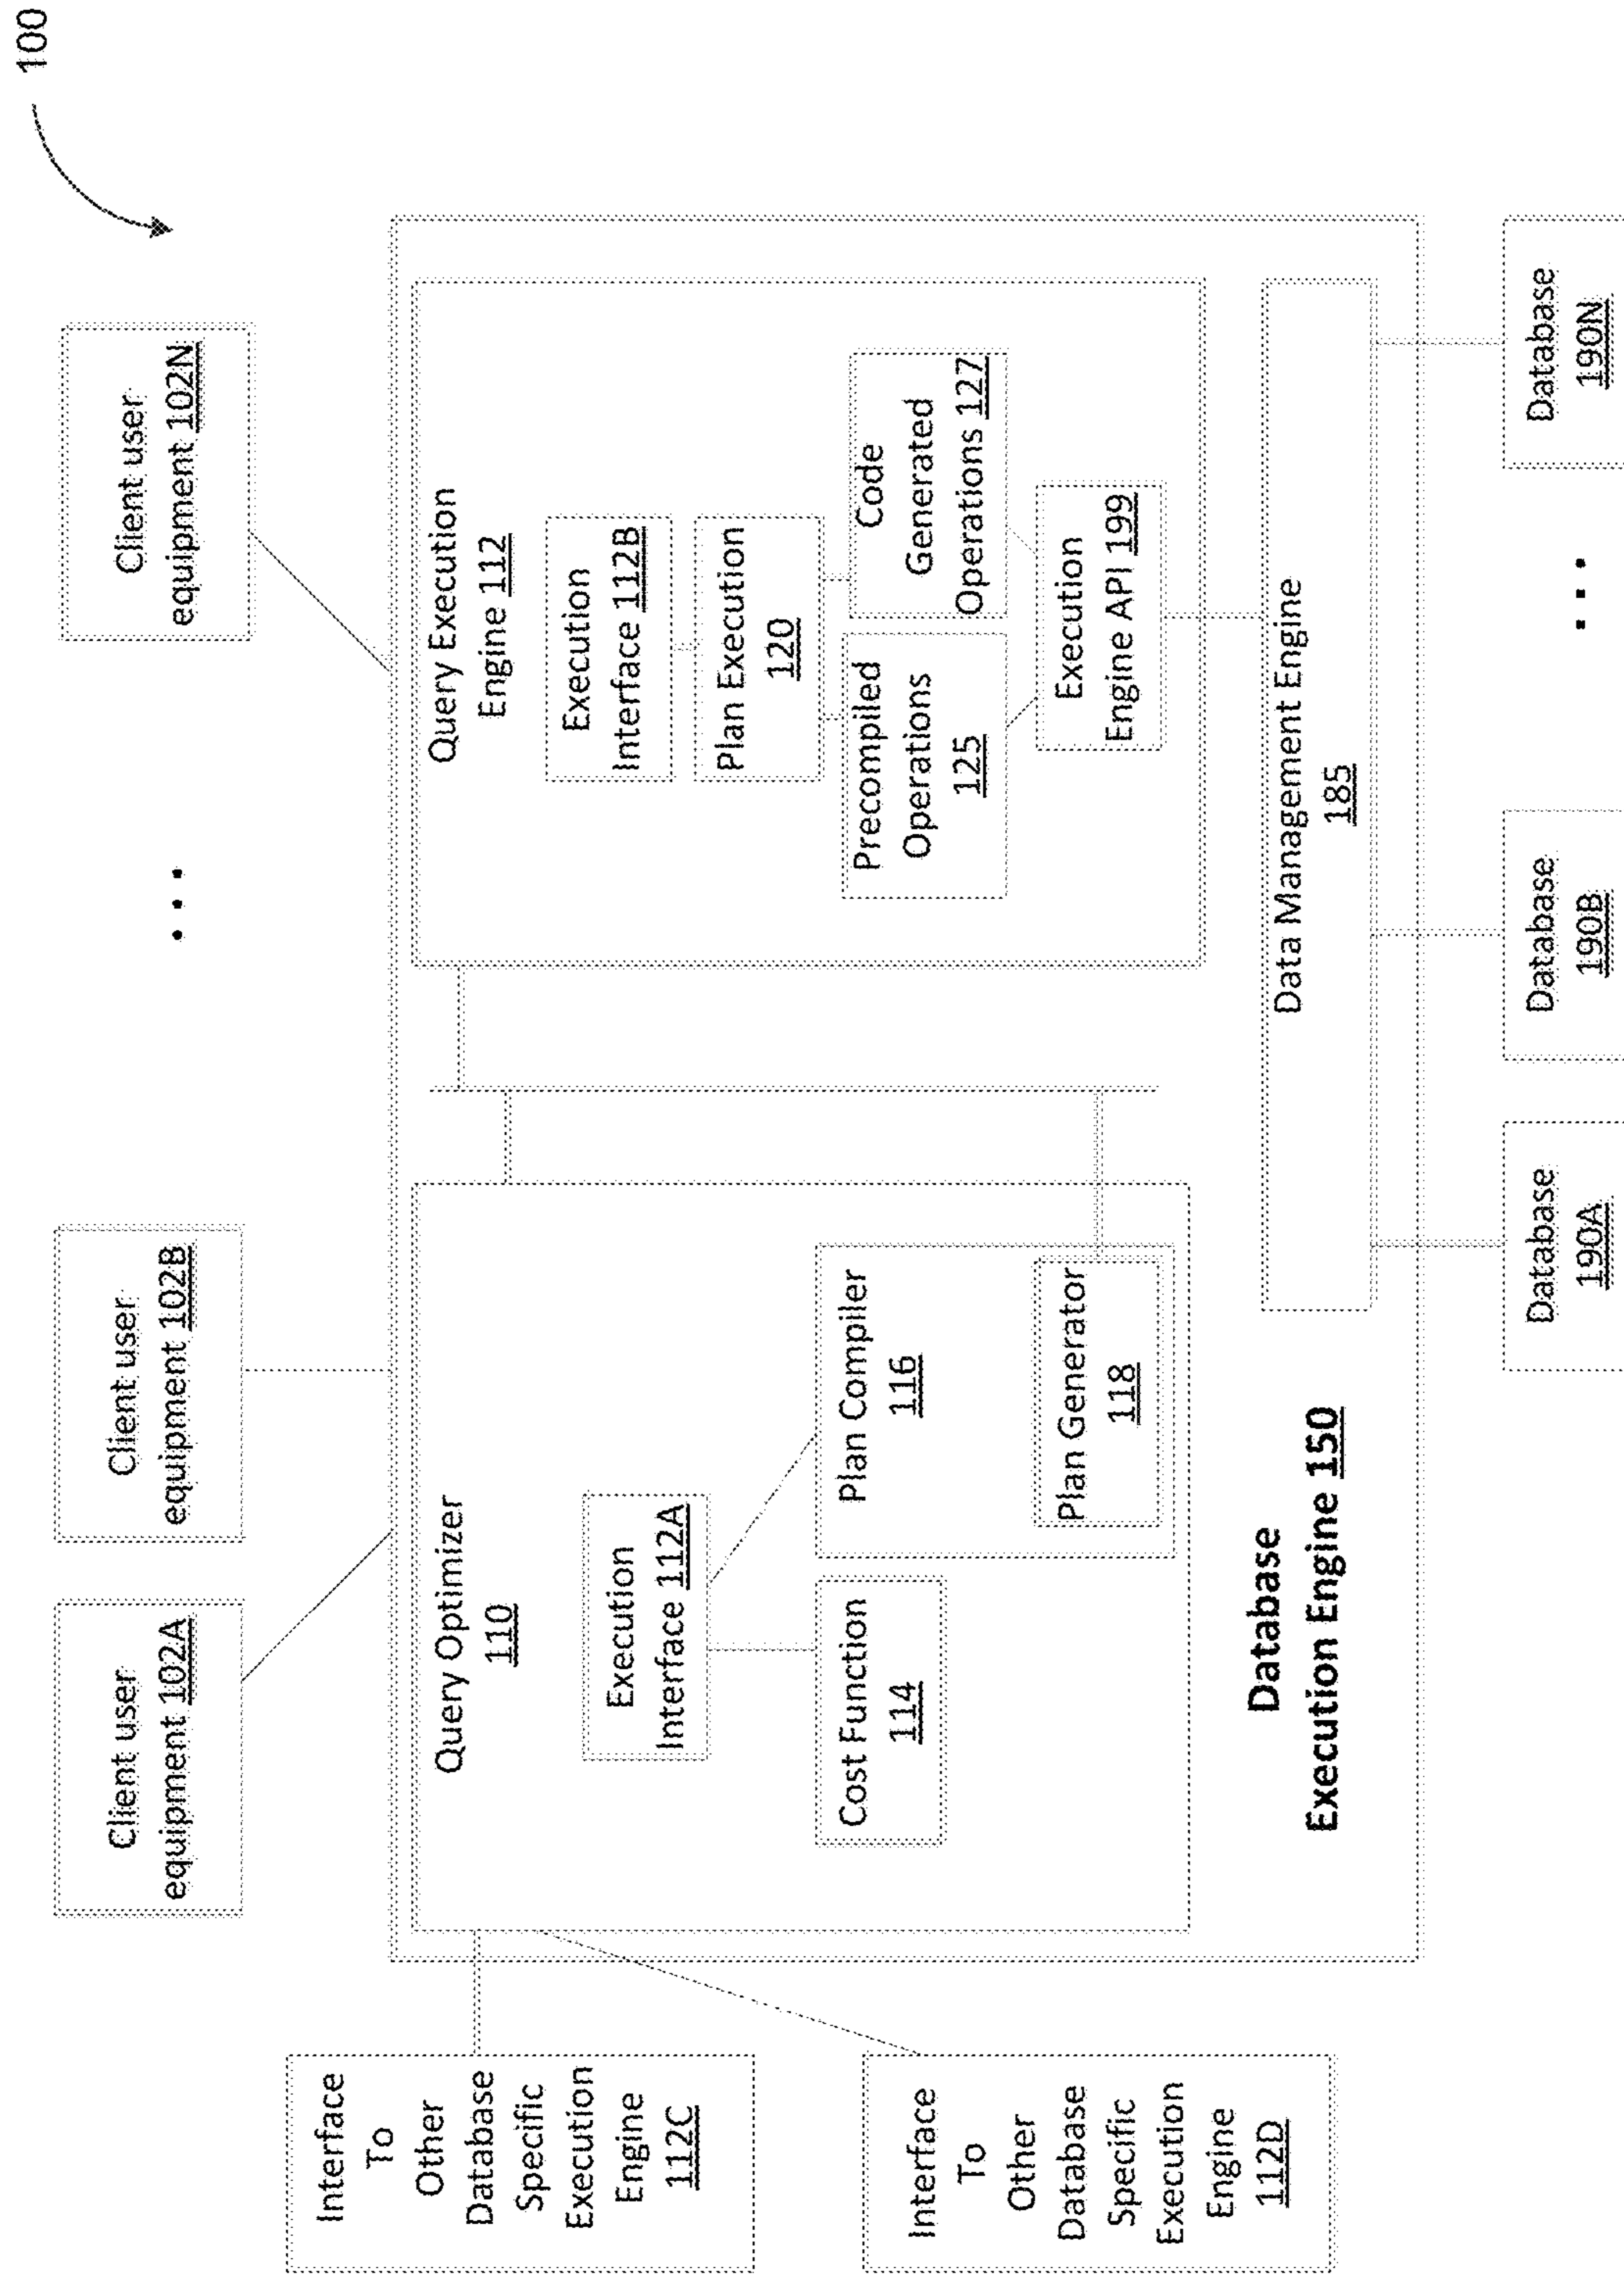 100
Client user
equipment 102A
Client user
equipment 102B
...
Client user
equipment 102N
Interface
To
Other
Database
Specific
Execution
Engine
112C
Interface
To
Other
Database
Specific
Execution
Engine
112D
Query Optimizer
110
Execution
Interface 112A
Cost Function
114
Plan Compiler
116
Plan Generator
118
Query Execution
Engine 112
Execution
Interface 112B
Plan Execution
120
Precompiled
Operations
125
Code
Generated
Operations 127
Execution
Engine API 199
Database
Execution Engine 150
Data Management Engine
185
Database
190A
Database
190B
...
Database
190N